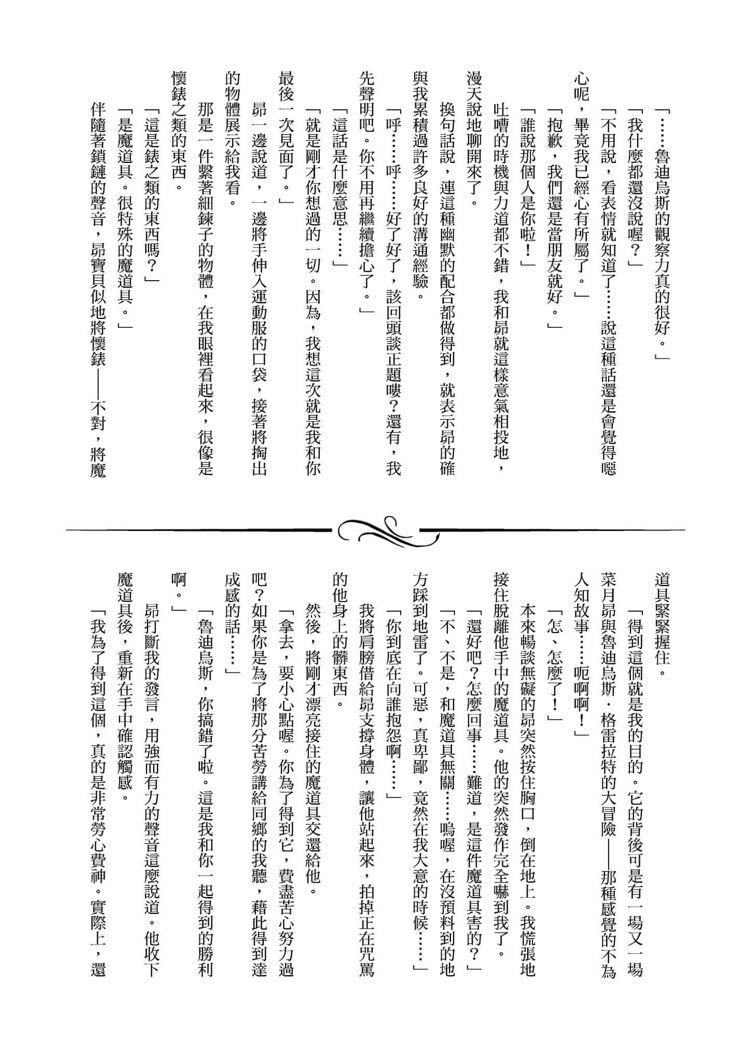 「……魯迪烏斯的觀察力真的很好。」
「我什麼都還沒說喔？」
「不用說，看表情就知道了……說這種話還是會覺得噁
心呢，畢竟我已經心有所屬了。」
「抱歉，我們還是當朋友就好。」
「誰說那個人是你啦！」
吐嘈的時機與力道都不錯，我和昴就這樣意氣相投地，
漫天說地聊開來了。
換句話說，連這種幽默的配合都做得到，就表示昴的確
與我累積過許多良好的溝通經驗。
「呼……呼……好了好了，該回頭談正題嘍？還有，我
先聲明吧。你不用再繼續擔心了。」
「這話是什麼意思……」
「就是剛才你想過的一切。因為，我想這次就是我和你
最後一次見面了。」
昴一邊說道，一邊將手伸入運動服的口袋，接著將掏出
的物體展示給我看。
那是一件繫著細鍊子的物體，在我眼裡看起來，很像是
懷錶之類的東西。
「這是錶之類的東西嗎？」
「是魔道具。很特殊的魔道具。」
伴隨著鎖鏈的聲音，昴寶貝似地將懷錶——不對，將魔
道具緊緊握住。
「得到這個就是我的目的。它的背後可是有一場又一場
菜月昴與魯迪烏斯・格雷拉特的大冒險——那種感覺的不為
人知故事……呃啊啊！」
「怎、怎麼了！」
本來暢談無礙的昴突然按住胸口，倒在地上。我慌張地
接住脫離他手中的魔道具。他的突然發作完全嚇到我了。
「還好吧？怎麼回事……難道，是這件魔道具害的？」
「不、不是，和魔道具無關……嗚喔，在沒預料到的地
方踩到地雷了。可惡，真卑鄙，竟然在我大意的時候……」
「你到底在向誰抱怨啊……」
我將肩膀借給昴支撐身體，讓他站起來，拍掉正在咒罵
的他身上的髒東西。
然後，將剛才漂亮接住的魔道具交還給他。
「拿去，要小心點喔。你為了得到它，費盡苦心努力過
吧？如果你是為了將那分苦勞講給同鄉的我聽，藉此得到達
成感的話……」
「魯迪烏斯，你搞錯了啦。這是我和你一起得到的勝利
啊。」
昴打斷我的發言，用強而有力的聲音這麼說道。他收下
魔道具後，重新在手中確認觸感。
「我為了得到這個，真的是非常勞心費神。實際上，還